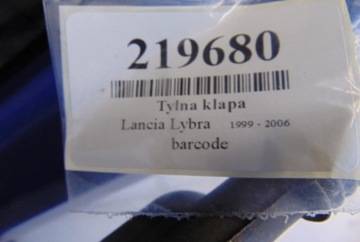 219680
Tylna klapa
Lancia Lybra 1999 - 2006
barcode